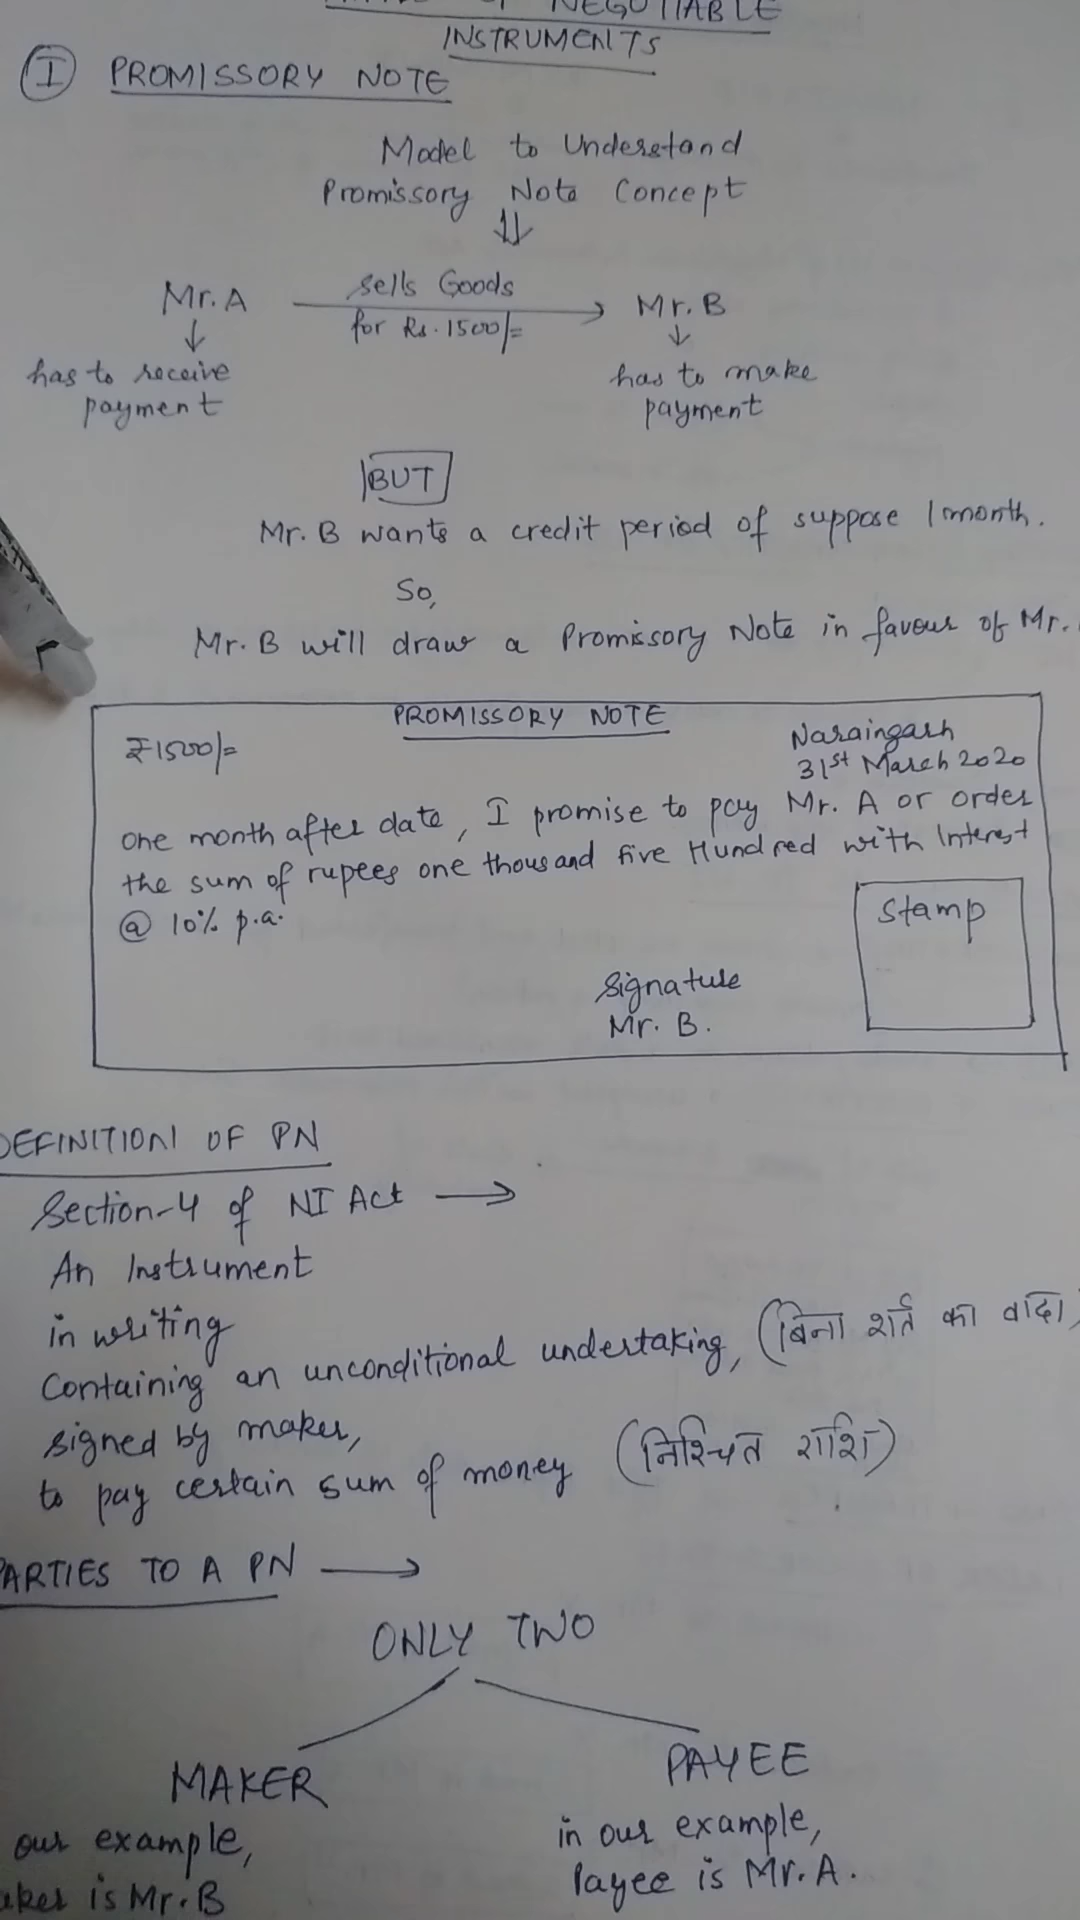 NEGOTIABLE
INSTRUMENTS
I PROMISSORY NOTE
Model to Understand
Promissory Note Concept
Mr. A sells Goods for Rs. 1500/= Mr. B
has to receive
payment
has to make
payment
BUT
Mr. B wants a credit period of suppose 1 month.
So,
Mr. B will draw a Promissory Note in favour of Mr.
PROMISSORY NOTE
₹1500/=
Naraingarh
31st March 2020
one month after date, I promise to pay Mr. A or order
the sum of rupees one thousand five Hundred with Interest
@ 10% p.a.
Stamp
Signature
Mr. B.
DEFINITION OF PN
Section-4 of NI Act →
An Instrument
in writing
Containing an unconditional undertaking, (बिना शर्त का वादा)
signed by maker,
to pay certain sum of money (निश्चित राशि)
PARTIES TO A PN →
ONLY TWO
MAKER
our example,
is Mr. B
PAYEE
in our example,
Payee is Mr. A.